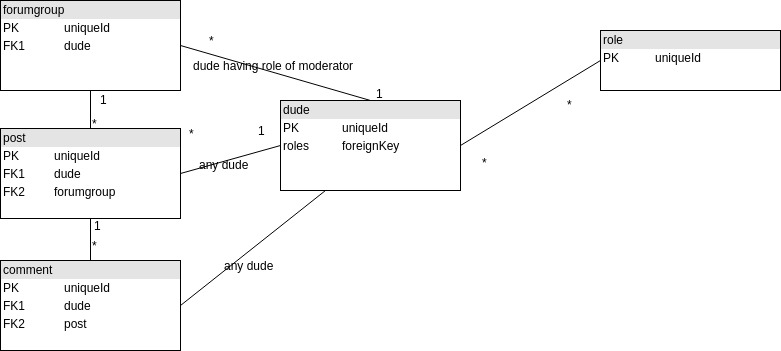 forumgroup
PK uniqueId
FK1 dude
*
dude having role of moderator
1
role
PK uniqueId
*
*
1
*
post
PK uniqueId
FK1 dude
FK2 forumgroup
*
1
any dude
dude
PK uniqueId
roles foreignKey
1
*
comment
PK uniqueId
FK1 dude
FK2 post
any dude